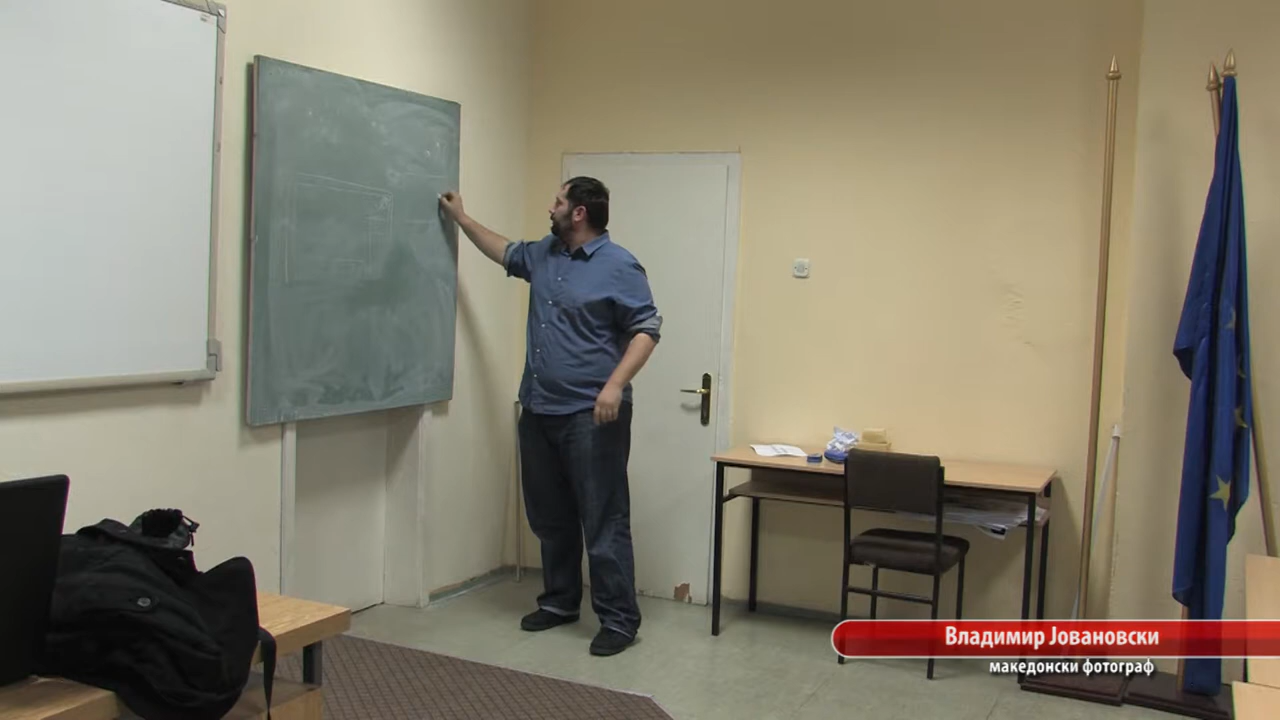 Владимир Јовановски
македонски фотограф